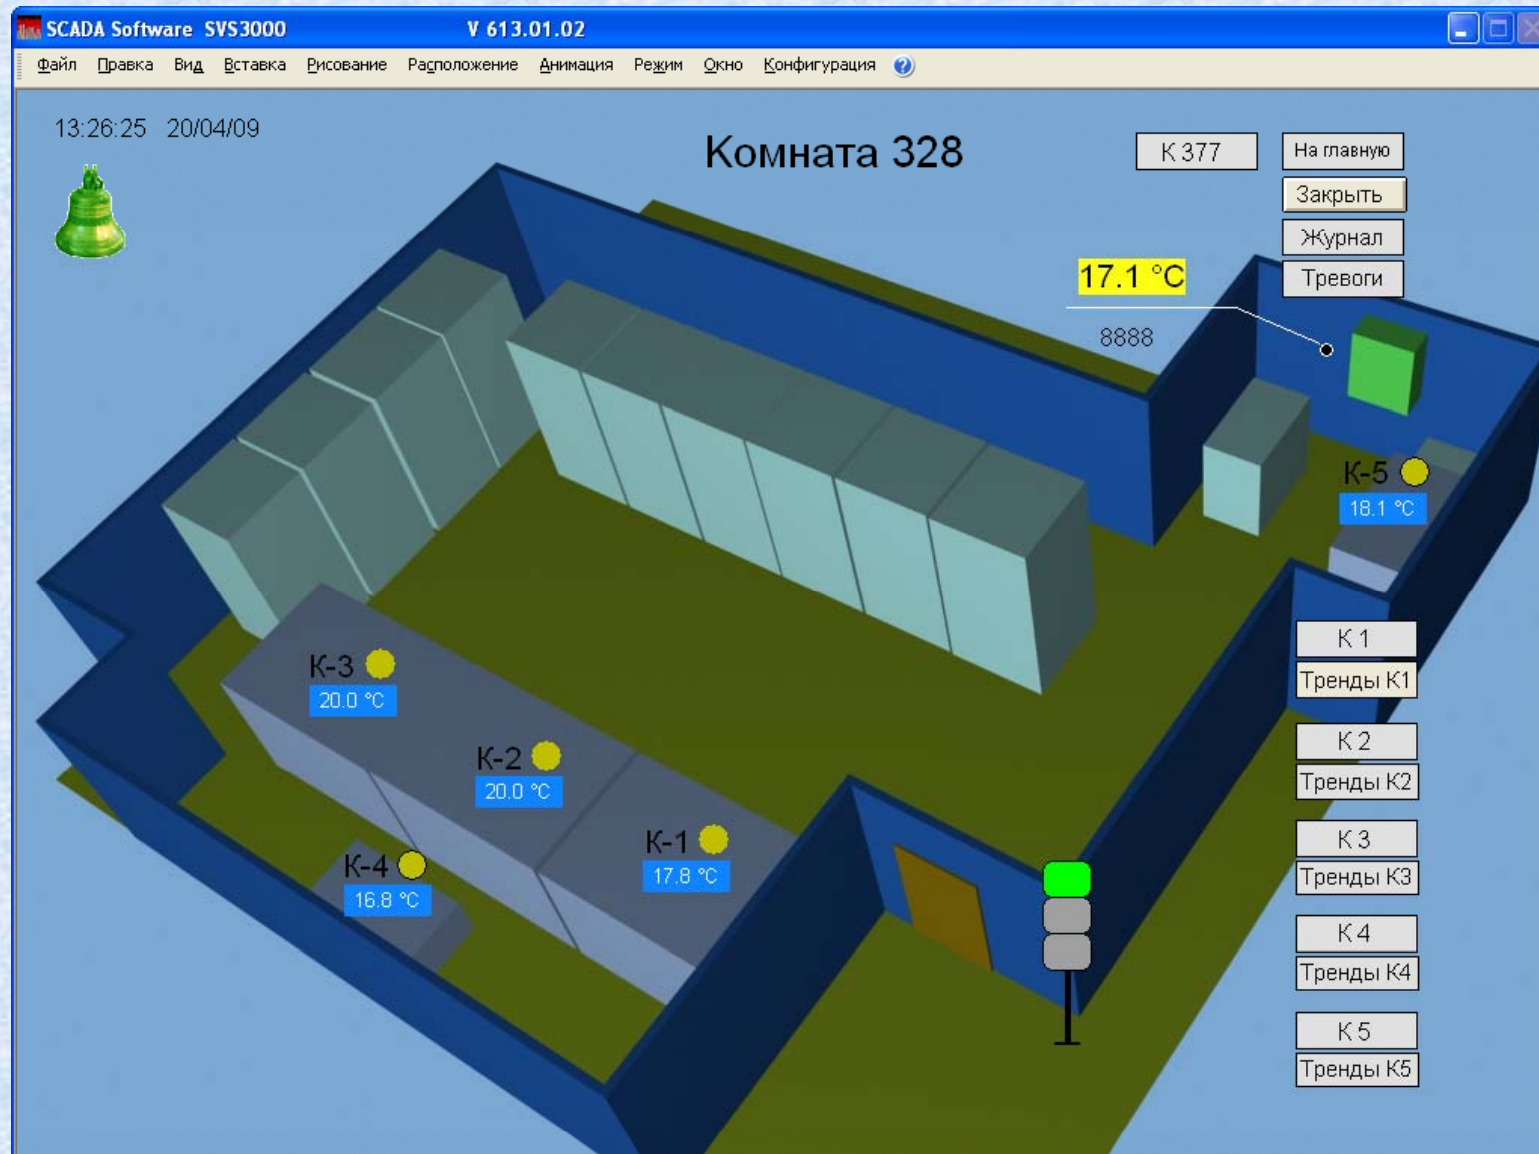 SCADA Software SVS3000 V 613.01.02
Файл Правка Вид Вставка Рисование Расположение Анимация Режим Окно Конфигурация ?
13:26:25 20/04/09
Комната 328
К 377
На главную
Закрыть
Журнал
Тревоги
17.1 °C
8888
К-5
18.1 °C
К-3
20.0 °C
К-2
20.0 °C
К-1
17.8 °C
К-4
16.8 °C
К 1
Тренды К1
К 2
Тренды К2
К 3
Тренды К3
К 4
Тренды К4
К 5
Тренды К5